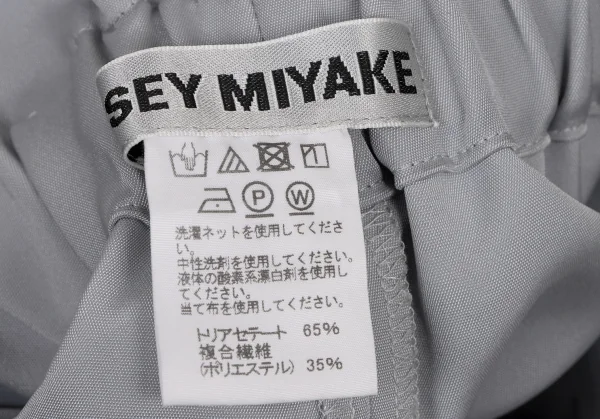 SEY MIYAKE
P W
洗濯ネットを使用してくださ
い。
中性洗剤を使用してください。
液体の酸素系漂白剤を使用し
てください。
当て布を使用してください。
トリアセテート 65%
複合繊維
(ポリエステル) 35%